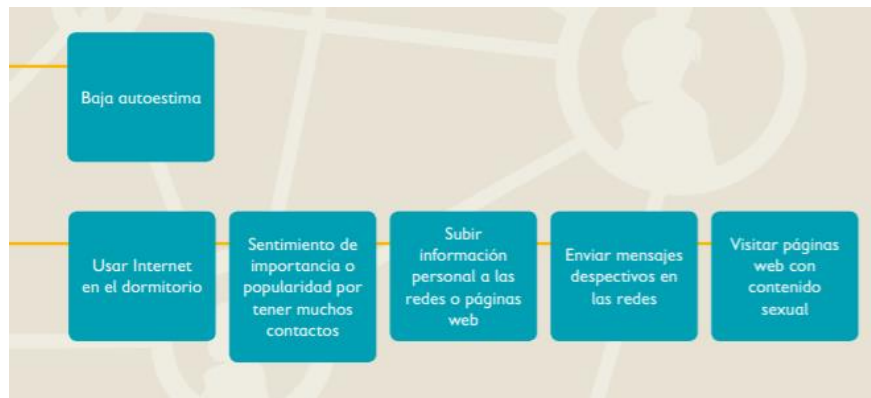 Baja autoestima
Usar Internet
en el dormitorio
Sentimiento de
importancia o
popularidad por
tener muchos
contactos
Subir
información
personal a las
redes o páginas
web
Enviar mensajes
despectivos en
las redes
Visitar páginas
web con
contenido
sexual